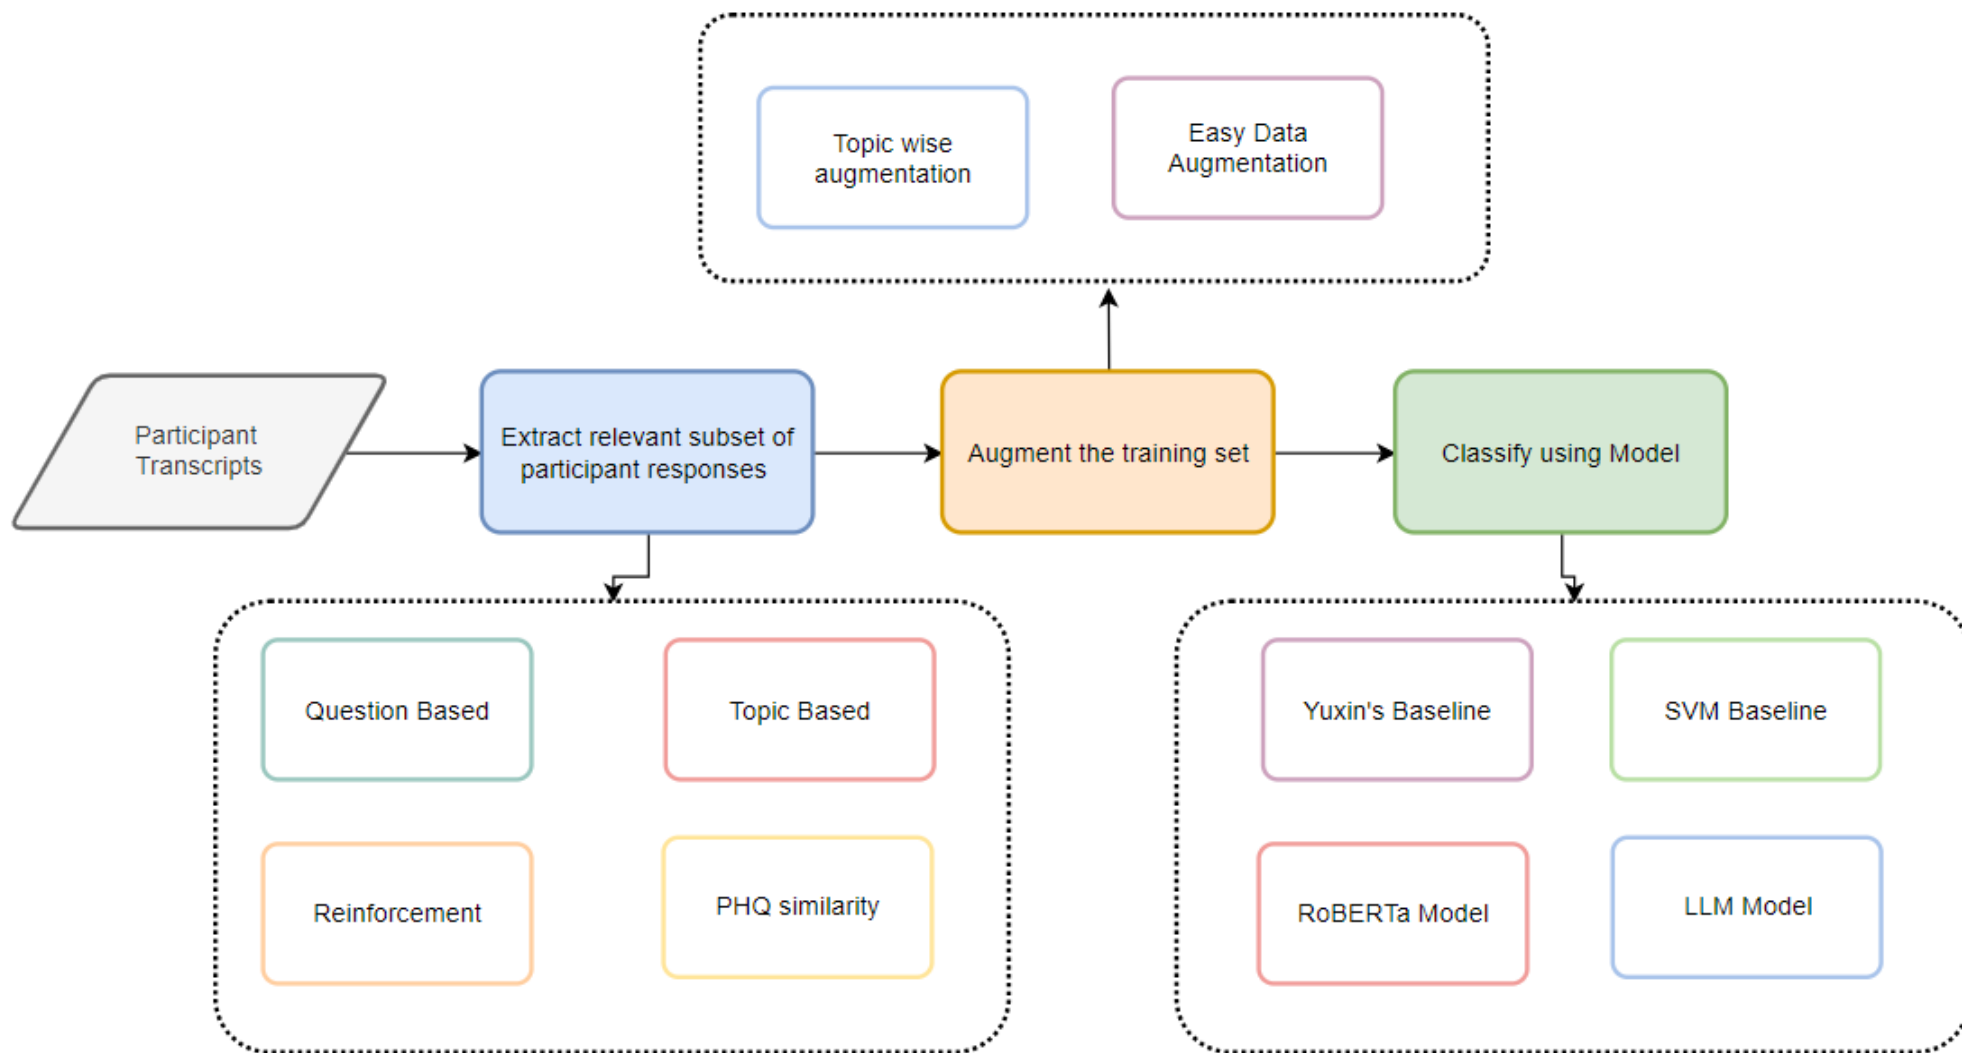 Topic wise
augmentation
Easy Data
Augmentation
Participant
Transcripts
Extract relevant subset of
participant responses
Augment the training set
Classify using Model
Question Based
Topic Based
Reinforcement
PHQ similarity
Yuxin's Baseline
SVM Baseline
RoBERTa Model
LLM Model